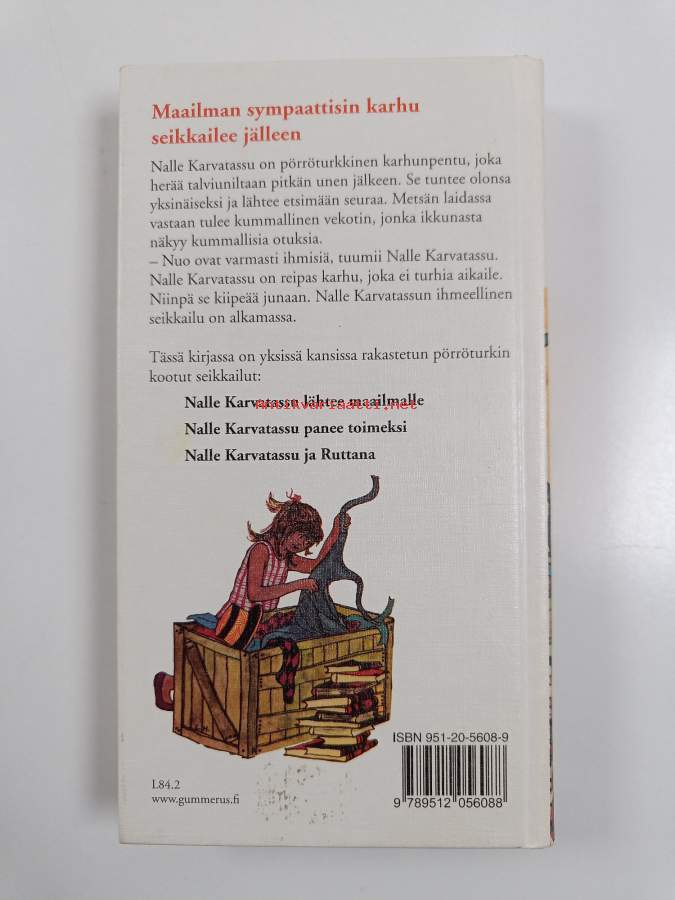 Maailman sympaattisin karhu
seikkailee jälleen
Nalle Karvatassu on pörröturkkinen karhunpentu, joka
herää talviuniltaan pitkän unen jälkeen. Se tuntee olonsa
yksinäiseksi ja lähtee etsimään seuraa. Metsän laidassa
vastaan tulee kummallinen vekotin, jonka ikkunasta
näkyy kummallisia otuksia.
– Nuo ovat varmasti ihmisiä, tuumii Nalle Karvatassu.
Nalle Karvatassu on reipas karhu, joka ei turhia aikaile.
Niinpä se kiipeää junaan. Nalle Karvatassun ihmeellinen
seikkailu on alkamassa.
Tässä kirjassa on yksissä kansissa rakastetun pörröturkin
kootut seikkailut:
Nalle Karvatassu lähtee maailmalle
Antikvariaatti.net
Nalle Karvatassu panee toimeksi
Nalle Karvatassu ja Ruttana
ISBN 951-20-5608-9
9 789512 056088
L84.2
www.gummerus.fi